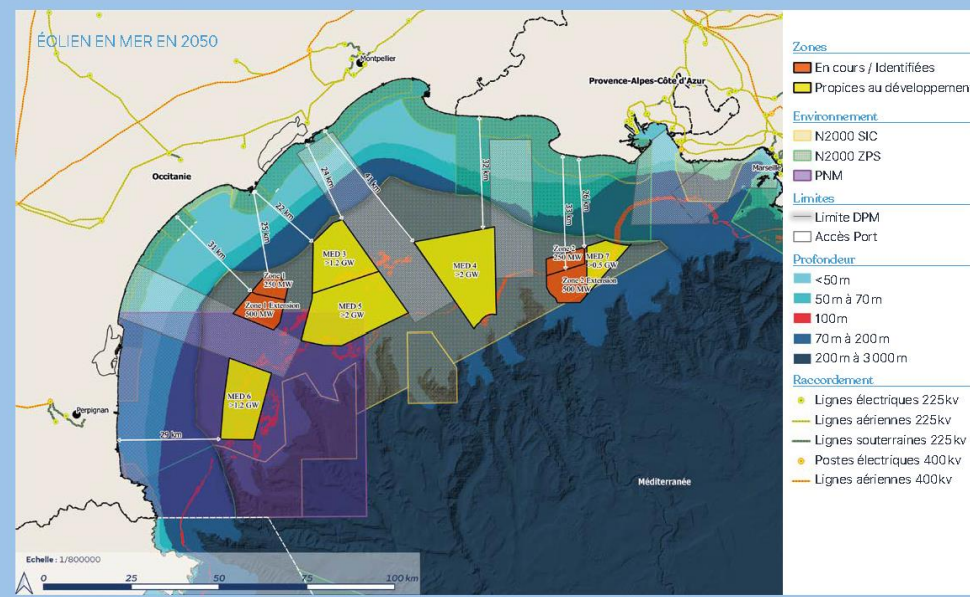 ÉOLIEN EN MER EN 2050
Montpellier
Provence-Alpes-Côte d'Azur
Marseille
Occitanie
24 km
41 km
32 km
22 km
25 km
31 km
33 km
MED 3
>1.2 GW
MED 4
>2 GW
Zone 2
250 MW
MED 7
>0.5 GW
Zone 2 Extension
500 MW
Zone 1
250 MW
Zone 1 Extension
500 MW
MED 5
>2 GW
MED 6
>1.2 GW
Perpignan
29 km
Méditerranée
Echelle : 1/800000
0 25 50 75 100 km
Zones
En cours / Identifiées
Propices au développement
Environnement
N2000 SIC
N2000 ZPS
PNM
Limites
Limite DPM
Accès Port
Profondeur
<50 m
50 m à 70 m
100 m
70 m à 200 m
200 m à 3 000 m
Raccordement
Lignes électriques 225 kv
Lignes aériennes 225 kv
Lignes souterraines 225 kv
Postes électriques 400 kv
Lignes aériennes 400 kv